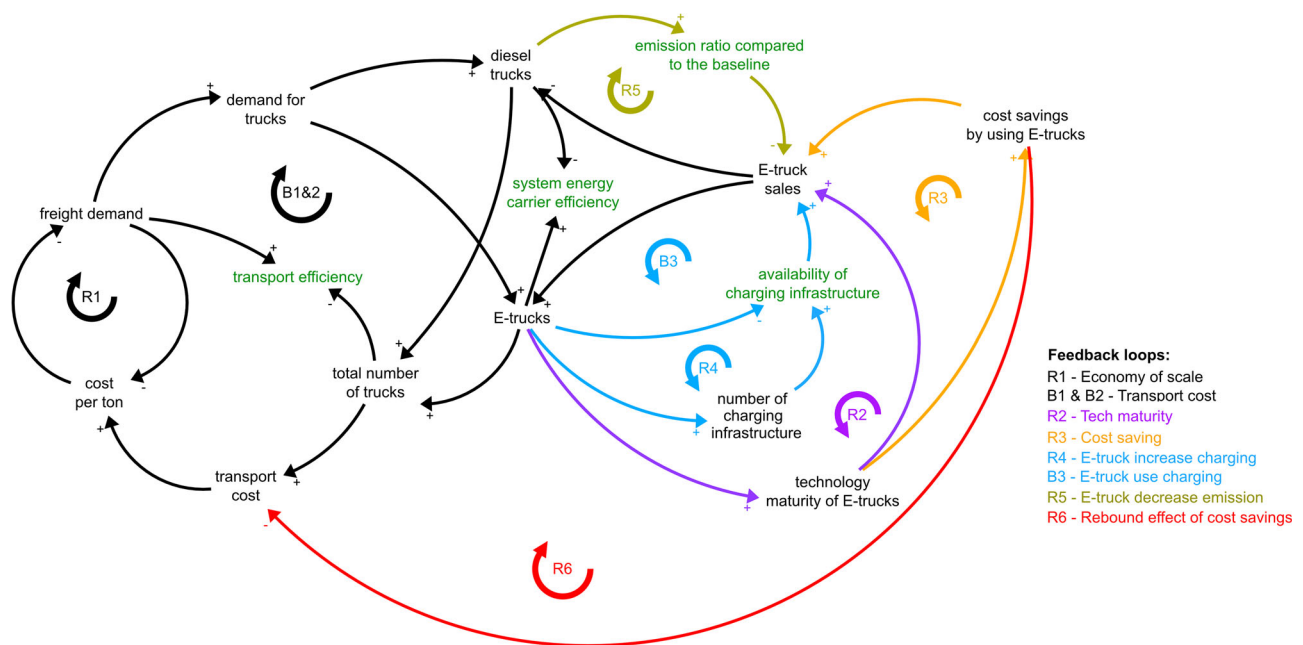 diesel
trucks
emission ratio compared
to the baseline
R5
demand for
trucks
cost savings
by using E-trucks
E-truck
sales
system energy
carrier efficiency
B1&2
R3
freight demand
transport efficiency
R1
B3
availability of
charging infrastructure
E-trucks
R4
total number
of trucks
cost
per ton
number of
charging
infrastructure
R2
transport
cost
technology
maturity of E-trucks
R6
Feedback loops:
R1 - Economy of scale
B1 & B2 - Transport cost
R2 - Tech maturity
R3 - Cost saving
R4 - E-truck increase charging
B3 - E-truck use charging
R5 - E-truck decrease emission
R6 - Rebound effect of cost savings